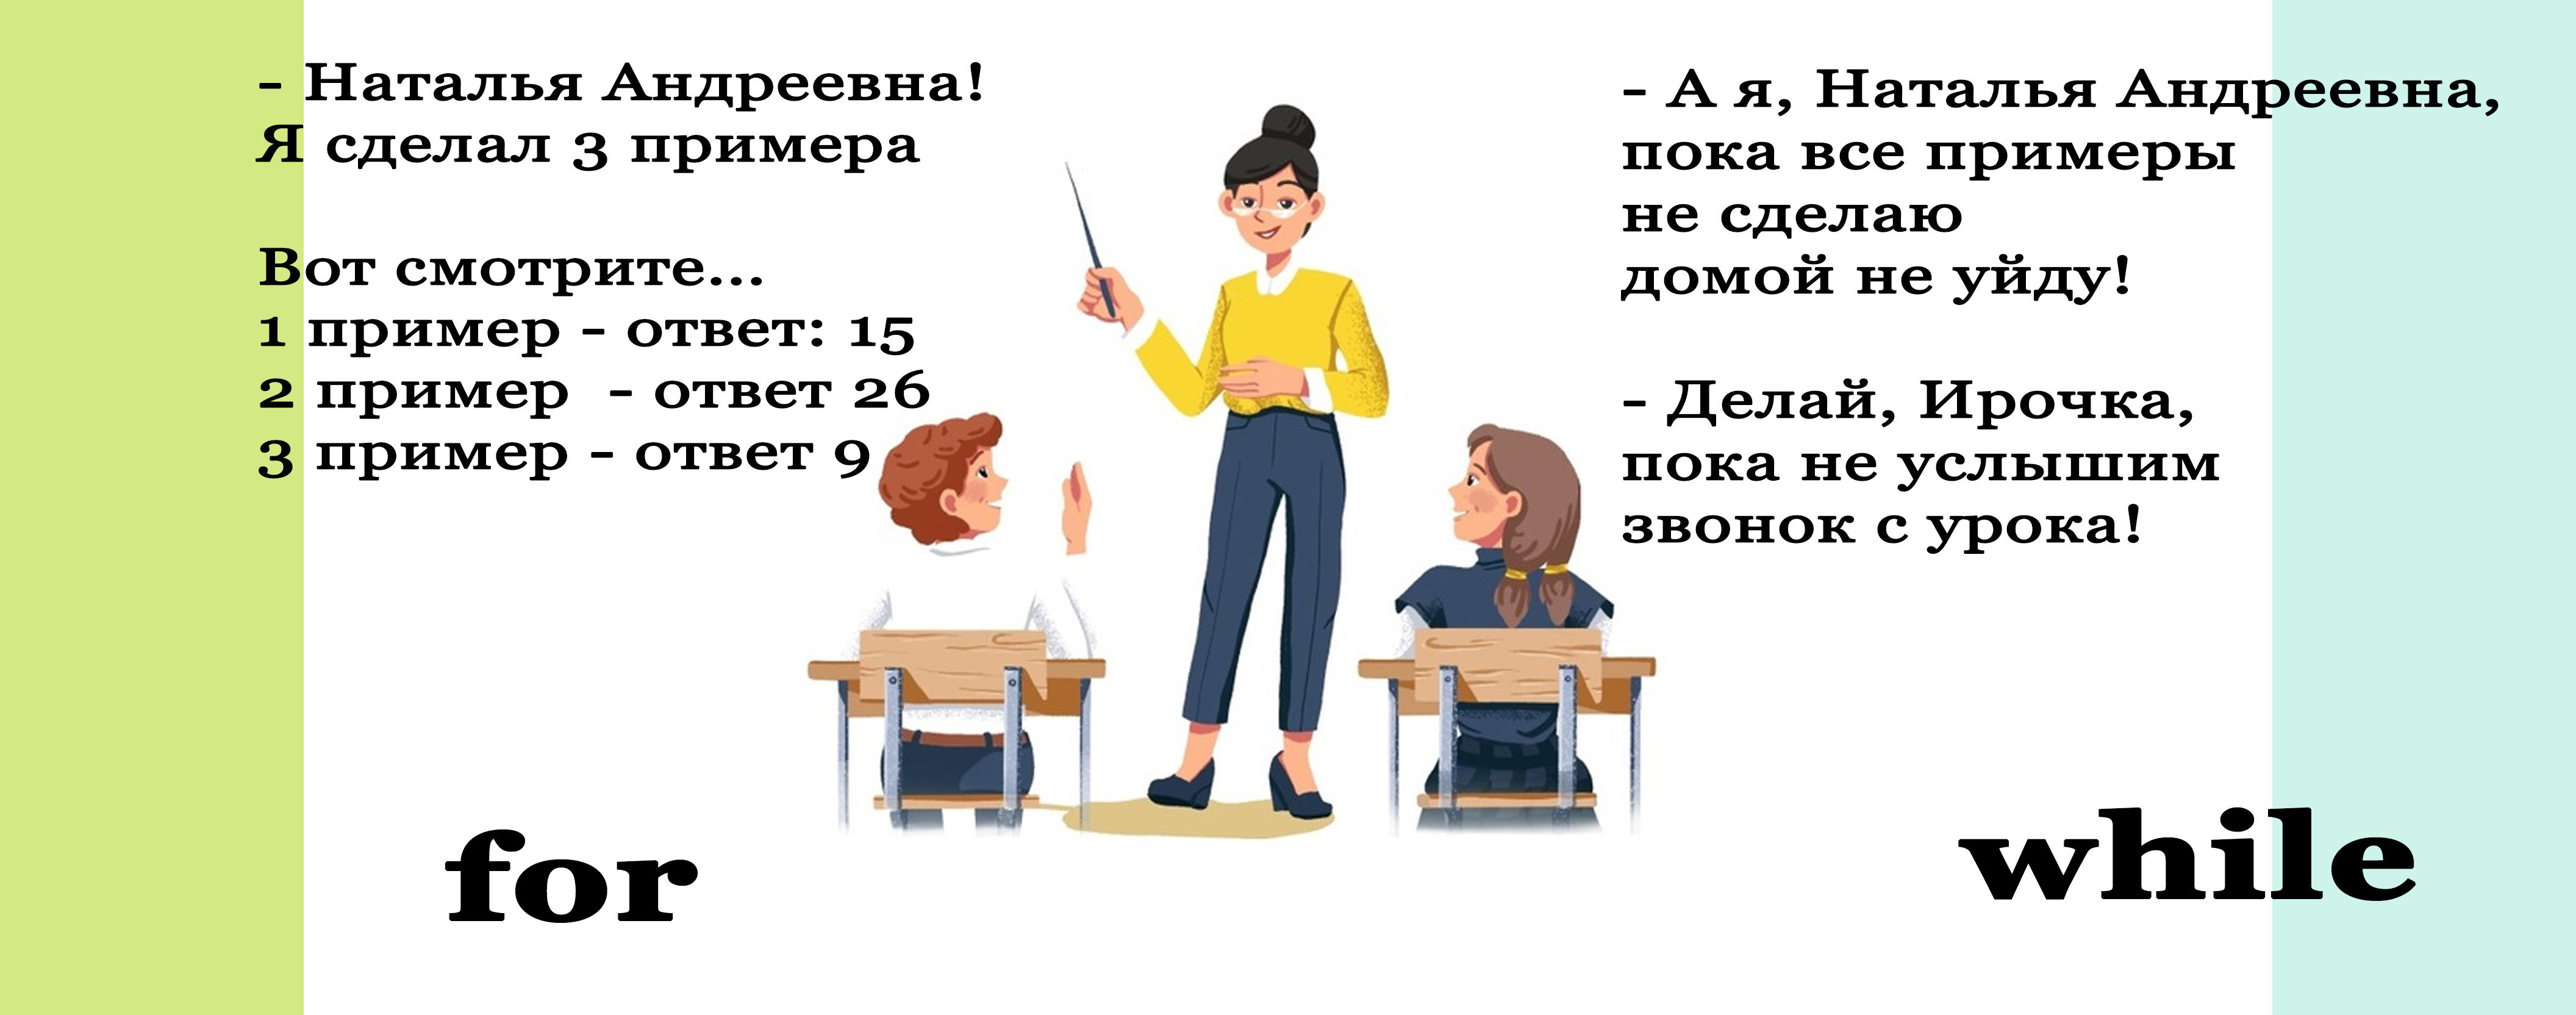 - Наталья Андреевна!
Я сделал 3 примера
Вот смотрите...
1 пример - ответ: 15
2 пример  - ответ 26
3 пример - ответ 9
for
- А я, Наталья Андреевна,
пока все примеры
не сделаю
домой не уйду!
- Делай, Ирочка,
пока не услышим
звонок с урока!
while